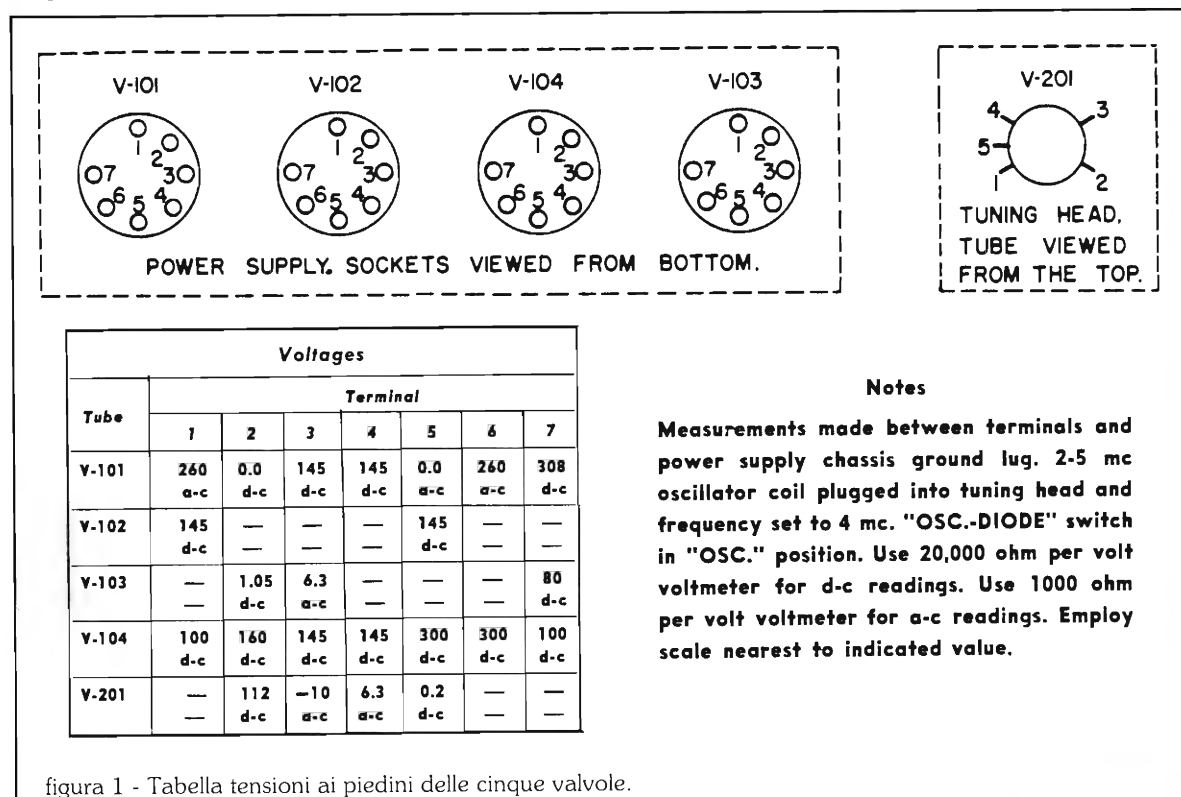 V-101 V-102 V-104 V-103
1 2 3 4 5 6 7
1 2 3 4 5 6 7
1 2 3 4 5 6 7
1 2 3 4 5 6 7
POWER SUPPLY. SOCKETS VIEWED FROM BOTTOM.
V-201
4 3
5
1 2
TUNING HEAD,
TUBE VIEWED
FROM THE TOP.
Voltages
Tube Terminal
1 2 3 4 5 6 7
V-101 260 0.0 145 145 0.0 260 308
a-c d-c d-c d-c a-c a-c d-c
V-102 145 — — — 145 — —
d-c — — — d-c — —
V-103 — 1.05 6.3 — — — 80
— d-c a-c — — — d-c
V-104 100 160 145 145 300 300 100
d-c d-c d-c d-c d-c d-c d-c
V-201 — 112 –10 6.3 0.2 — —
— d-c a-c a-c d-c — —
Notes
Measurements made between terminals and
power supply chassis ground lug. 2-5 mc
oscillator coil plugged into tuning head and
frequency set to 4 mc. "OSC.-DIODE" switch
in "OSC." position. Use 20,000 ohm per volt
voltmeter for d-c readings. Use 1000 ohm
per volt voltmeter for a-c readings. Employ
scale nearest to indicated value.
figura 1 - Tabella tensioni ai piedini delle cinque valvole.